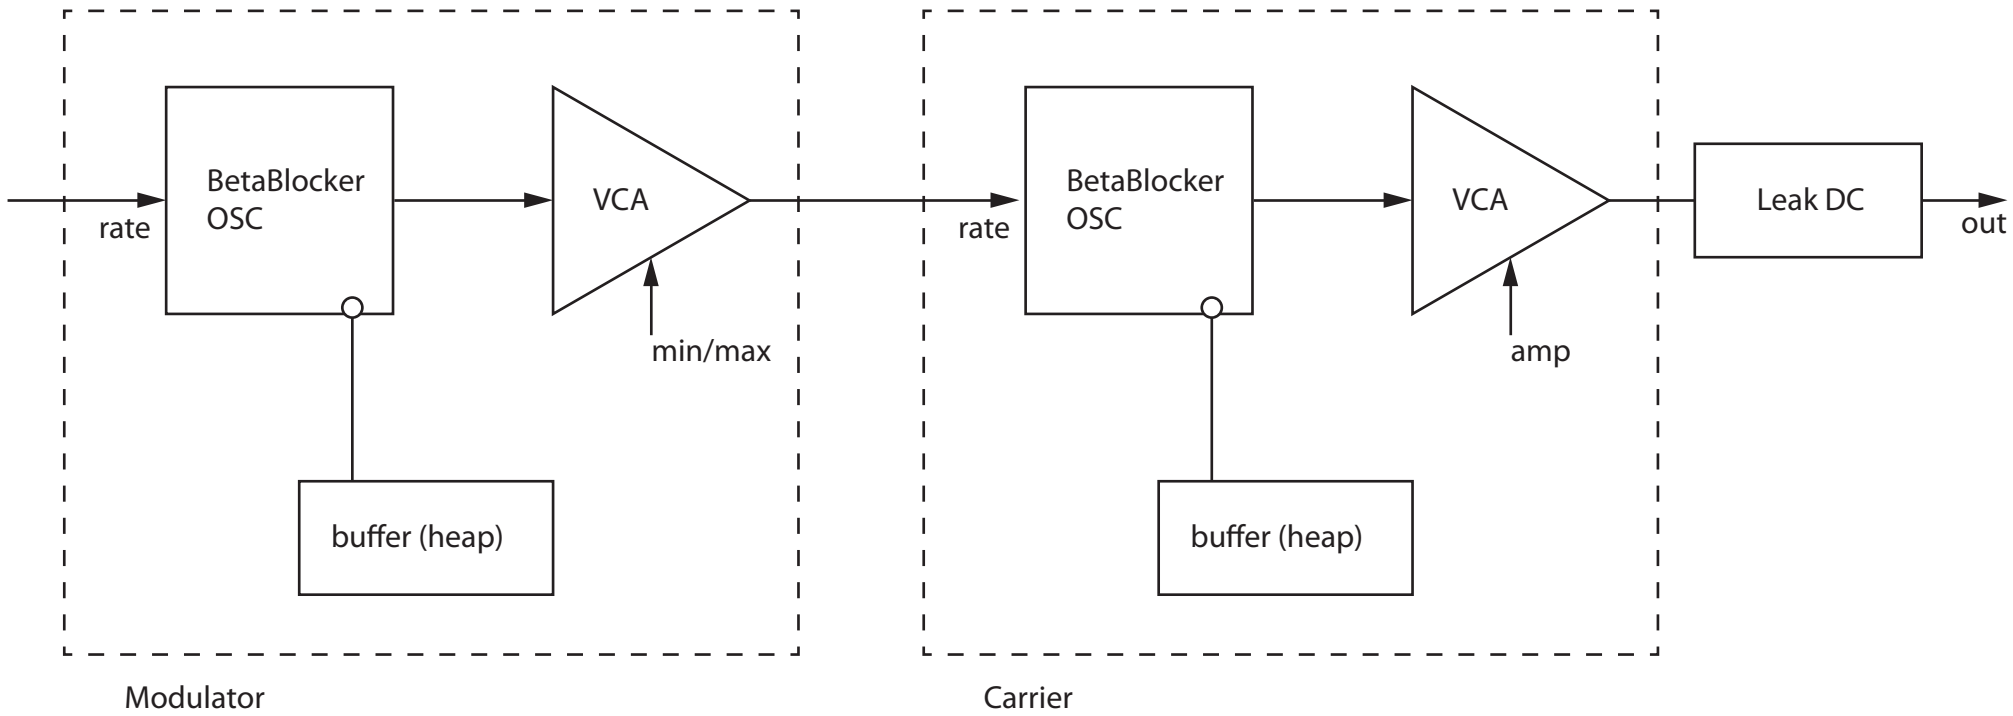 rate
BetaBlocker
OSC
VCA
min/max
buffer (heap)
Modulator
rate
BetaBlocker
OSC
VCA
amp
buffer (heap)
Carrier
Leak DC
out